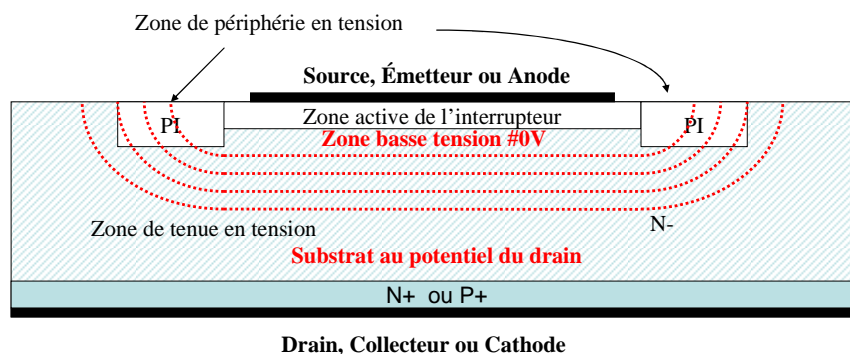 Zone de périphérie en tension
Source, Émetteur ou Anode
Zone active de l'interrupteur
PI
PI
Zone basse tension #0V
Zone de tenue en tension
N-
Substrat au potentiel du drain
N+ ou P+
Drain, Collecteur ou Cathode